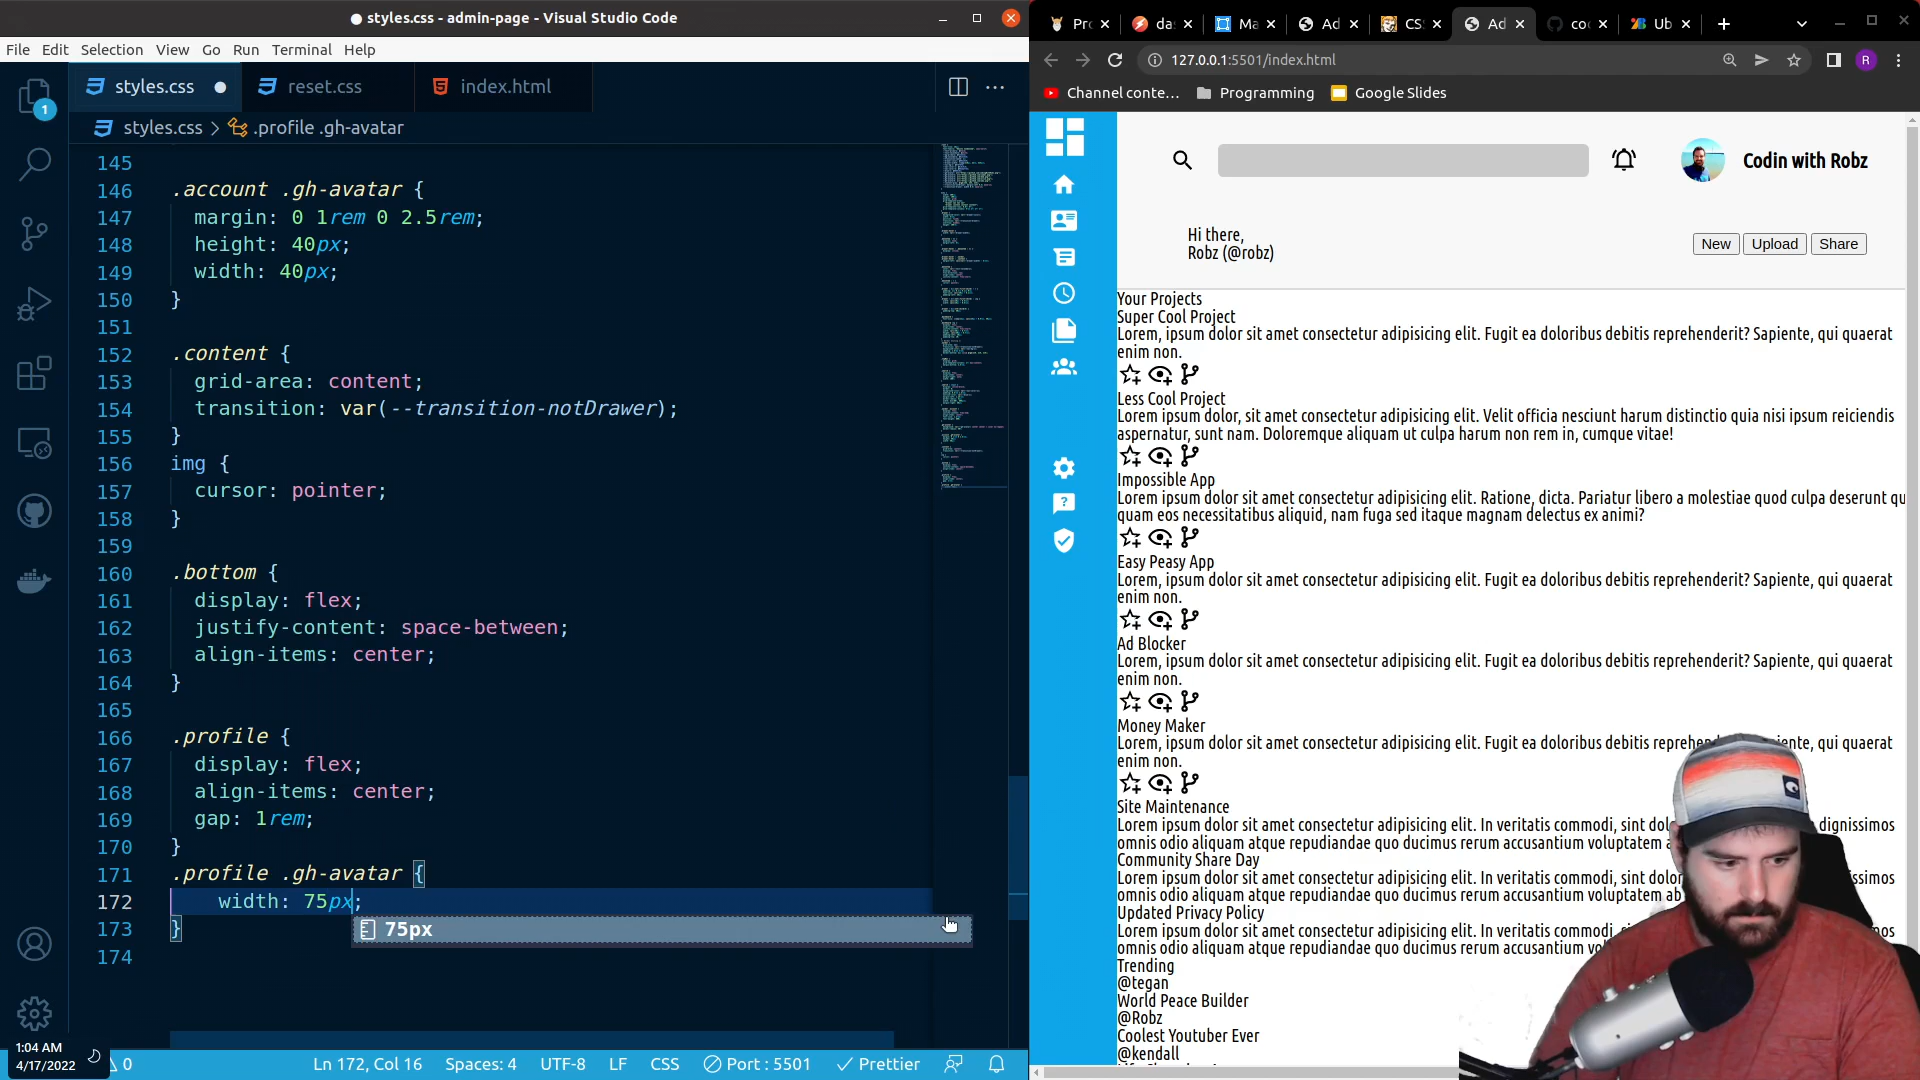 styles.css - admin-page - Visual Studio Code
File Edit Selection View Go Run Terminal Help
styles.css reset.css index.html
styles.css > .profile .gh-avatar
145
146 .account .gh-avatar {
147 margin: 0 1rem 0 2.5rem;
148 height: 40px;
149 width: 40px;
150 }
151
152 .content {
153 grid-area: content;
154 transition: var(--transition-notDrawer);
155 }
156 img {
157 cursor: pointer;
158 }
159
160 .bottom {
161 display: flex;
162 justify-content: space-between;
163 align-items: center;
164 }
165
166 .profile {
167 display: flex;
168 align-items: center;
169 gap: 1rem;
170 }
171 .profile .gh-avatar {
172 width: 75px;
173 }
75px
174
1
1:04 AM
4/17/2022
0
Ln 172, Col 16 Spaces: 4 UTF-8 LF CSS Port : 5501 Prettier
Pro das Ma Ad CS Ad coo Ub
127.0.0.1:5501/index.html
R
Channel conte... Programming Google Slides
Codin with Robz
Hi there,
Robz (@robz)
New Upload Share
Your Projects
Super Cool Project
Lorem, ipsum dolor sit amet consectetur adipisicing elit. Fugit ea doloribus debitis reprehenderit? Sapiente, qui quaerat
enim non.
Less Cool Project
Lorem ipsum dolor, sit amet consectetur adipisicing elit. Velit officia nesciunt harum distinctio quia nisi ipsum reiciendis
aspernatur, sunt nam. Doloremque aliquam ut culpa harum non rem in, cumque vitae!
Impossible App
Lorem ipsum dolor sit amet consectetur adipisicing elit. Ratione, dicta. Pariatur libero a molestiae quod culpa deserunt qu
quam eos necessitatibus aliquid, nam fuga sed itaque magnam delectus ex animi?
Easy Peasy App
Lorem, ipsum dolor sit amet consectetur adipisicing elit. Fugit ea doloribus debitis reprehenderit? Sapiente, qui quaerat
enim non.
Ad Blocker
Lorem, ipsum dolor sit amet consectetur adipisicing elit. Fugit ea doloribus debitis reprehenderit? Sapiente, qui quaerat
enim non.
Money Maker
Lorem, ipsum dolor sit amet consectetur adipisicing elit. Fugit ea doloribus debitis reprehen piente, qui quaerat
enim non.
Site Maintenance
Lorem ipsum dolor sit amet consectetur adipisicing elit. In veritatis commodi, sint dol dignissimos
omnis odio aliquam atque repudiandae quo ducimus rerum accusantium voluptatem a
Community Share Day
Lorem ipsum dolor sit amet consectetur adipisicing elit. In veritatis commodi, sint dol nissimos
omnis odio aliquam atque repudiandae quo ducimus rerum accusantium voluptatem ab
Updated Privacy Policy
Lorem ipsum dolor sit amet consectetur adipisicing elit. In veritatis commodi, nissimos
omnis odio aliquam atque repudiandae quo ducimus rerum accusantium vo
Trending
@tegan
World Peace Builder
@Robz
Coolest Youtuber Ever
@kendall